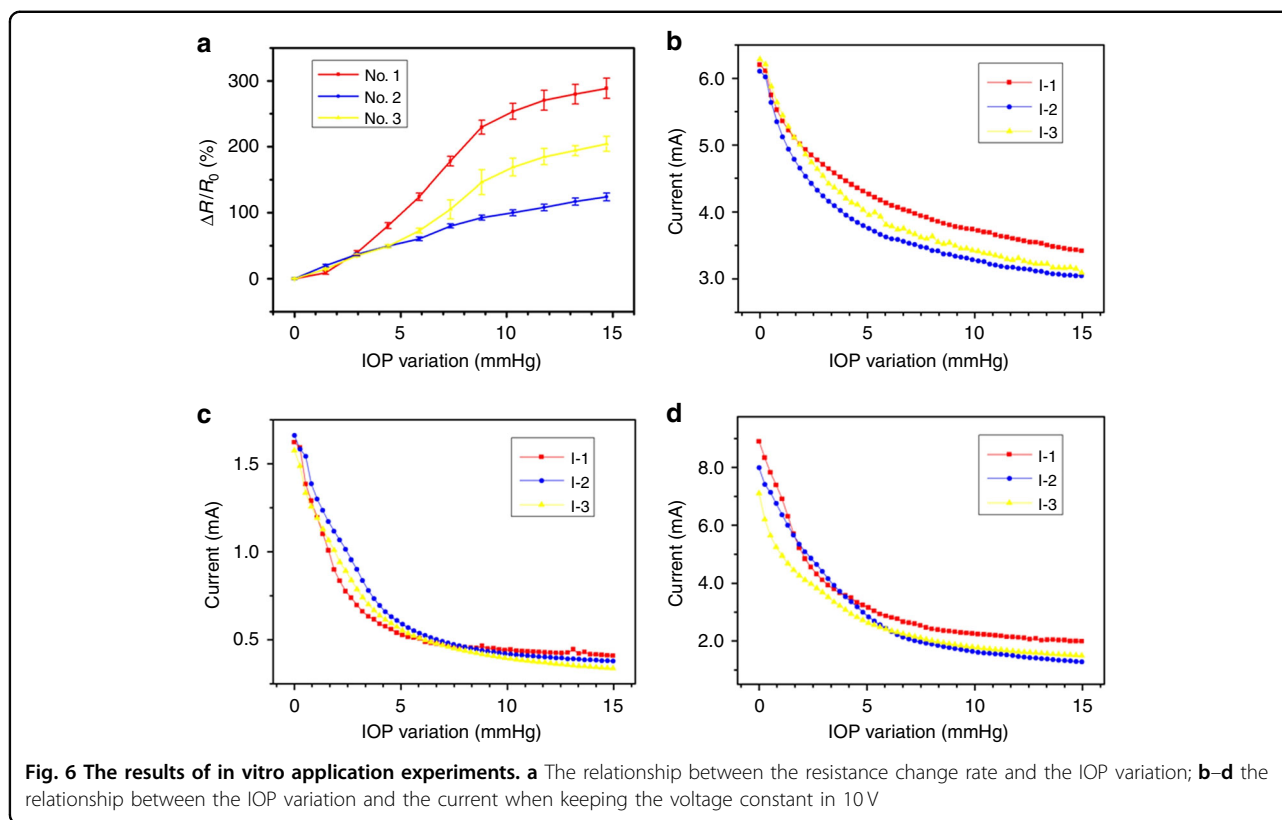 a
No. 1
No. 2
No. 3
300
200
100
0
ΔR/R₀ (%)
0 5 10 15
IOP variation (mmHg)
b
I-1
I-2
I-3
6.0
5.0
4.0
3.0
Current (mA)
0 5 10 15
IOP variation (mmHg)
c
I-1
I-2
I-3
1.5
1.0
0.5
Current (mA)
0 5 10 15
IOP variation (mmHg)
d
I-1
I-2
I-3
8.0
6.0
4.0
2.0
Current (mA)
0 5 10 15
IOP variation (mmHg)
Fig. 6 The results of in vitro application experiments. a The relationship between the resistance change rate and the IOP variation; b–d the
relationship between the IOP variation and the current when keeping the voltage constant in 10 V